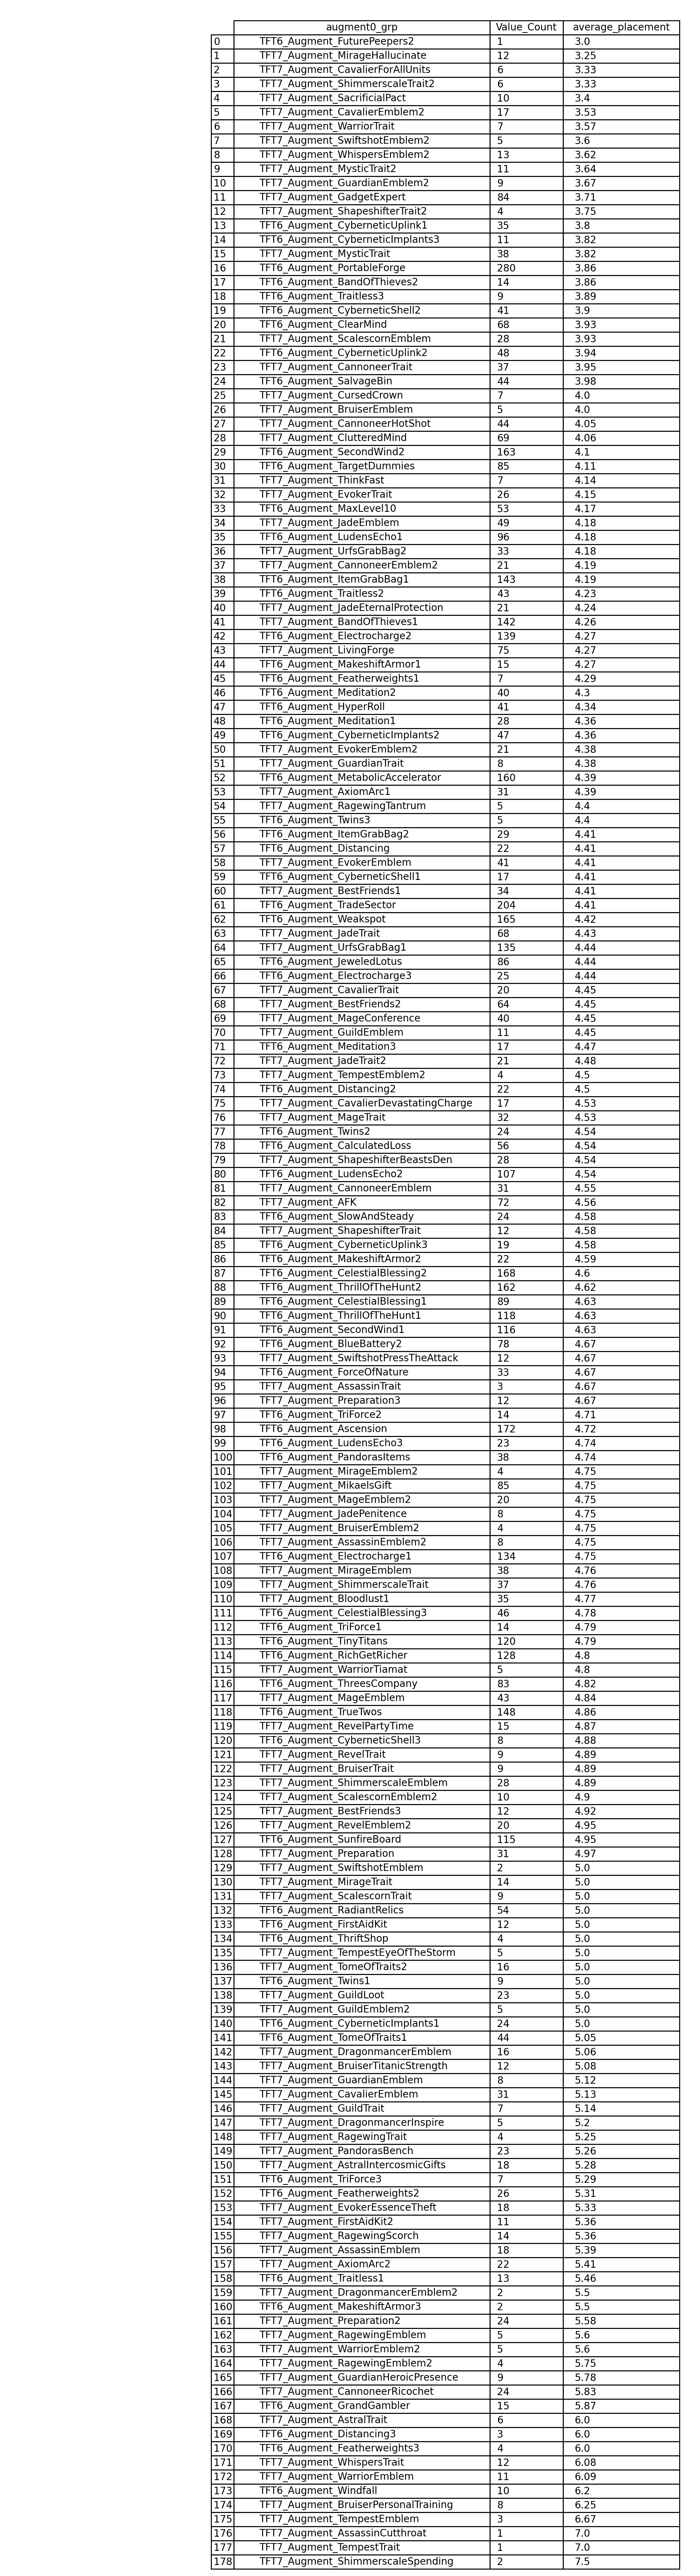 augment0_grp Value_Count average_placement
0 TFT6_Augment_FuturePeepers2 1 3.0
1 TFT7_Augment_MirageHallucinate 12 3.25
2 TFT7_Augment_CavalierForAllUnits 6 3.33
3 TFT7_Augment_ShimmerscaleTrait2 6 3.33
4 TFT7_Augment_SacrificialPact 10 3.4
5 TFT7_Augment_CavalierEmblem2 17 3.53
6 TFT7_Augment_WarriorTrait 7 3.57
7 TFT7_Augment_SwiftshotEmblem2 5 3.6
8 TFT7_Augment_WhispersEmblem2 13 3.62
9 TFT7_Augment_MysticTrait2 11 3.64
10 TFT7_Augment_GuardianEmblem2 9 3.67
11 TFT7_Augment_GadgetExpert 84 3.71
12 TFT7_Augment_ShapeshifterTrait2 4 3.75
13 TFT6_Augment_CyberneticUplink1 35 3.8
14 TFT6_Augment_CyberneticImplants3 11 3.82
15 TFT7_Augment_MysticTrait 38 3.82
16 TFT6_Augment_PortableForge 280 3.86
17 TFT7_Augment_BandOfThieves2 14 3.86
18 TFT6_Augment_Traitless3 9 3.89
19 TFT6_Augment_CyberneticShell2 41 3.9
20 TFT6_Augment_ClearMind 68 3.93
21 TFT7_Augment_ScalescornEmblem 28 3.93
22 TFT6_Augment_CyberneticUplink2 48 3.94
23 TFT7_Augment_CannoneerTrait 37 3.95
24 TFT6_Augment_SalvageBin 44 3.98
25 TFT7_Augment_CursedCrown 7 4.0
26 TFT7_Augment_BruiserEmblem 5 4.0
27 TFT7_Augment_CannoneerHotShot 44 4.05
28 TFT7_Augment_ClutteredMind 69 4.06
29 TFT6_Augment_SecondWind2 163 4.1
30 TFT6_Augment_TargetDummies 85 4.11
31 TFT7_Augment_ThinkFast 7 4.14
32 TFT7_Augment_EvokerTrait 26 4.15
33 TFT6_Augment_MaxLevel10 53 4.17
34 TFT7_Augment_JadeEmblem 49 4.18
35 TFT6_Augment_LudensEcho1 96 4.18
36 TFT7_Augment_UrfsGrabBag2 33 4.18
37 TFT7_Augment_CannoneerEmblem2 21 4.19
38 TFT6_Augment_ItemGrabBag1 143 4.19
39 TFT6_Augment_Traitless2 43 4.23
40 TFT7_Augment_JadeEternalProtection 21 4.24
41 TFT7_Augment_BandOfThieves1 142 4.26
42 TFT6_Augment_Electrocharge2 139 4.27
43 TFT7_Augment_LivingForge 75 4.27
44 TFT6_Augment_MakeshiftArmor1 15 4.27
45 TFT6_Augment_Featherweights1 7 4.29
46 TFT6_Augment_Meditation2 40 4.3
47 TFT7_Augment_HyperRoll 41 4.34
48 TFT6_Augment_Meditation1 28 4.36
49 TFT6_Augment_CyberneticImplants2 47 4.36
50 TFT7_Augment_EvokerEmblem2 21 4.38
51 TFT7_Augment_GuardianTrait 8 4.38
52 TFT6_Augment_MetabolicAccelerator 160 4.39
53 TFT7_Augment_AxiomArc1 31 4.39
54 TFT7_Augment_RagewingTantrum 5 4.4
55 TFT6_Augment_Twins3 5 4.4
56 TFT6_Augment_ItemGrabBag2 29 4.41
57 TFT6_Augment_Distancing 22 4.41
58 TFT7_Augment_EvokerEmblem 41 4.41
59 TFT6_Augment_CyberneticShell1 17 4.41
60 TFT7_Augment_BestFriends1 34 4.41
61 TFT6_Augment_TradeSector 204 4.41
62 TFT6_Augment_Weakspot 165 4.42
63 TFT7_Augment_JadeTrait 68 4.43
64 TFT7_Augment_UrfsGrabBag1 135 4.44
65 TFT6_Augment_JeweledLotus 86 4.44
66 TFT6_Augment_Electrocharge3 25 4.44
67 TFT7_Augment_CavalierTrait 20 4.45
68 TFT7_Augment_BestFriends2 64 4.45
69 TFT7_Augment_MageConference 40 4.45
70 TFT7_Augment_GuildEmblem 11 4.45
71 TFT6_Augment_Meditation3 17 4.47
72 TFT7_Augment_JadeTrait2 21 4.48
73 TFT7_Augment_TempestEmblem2 4 4.5
74 TFT6_Augment_Distancing2 22 4.5
75 TFT7_Augment_CavalierDevastatingCharge 17 4.53
76 TFT7_Augment_MageTrait 32 4.53
77 TFT6_Augment_Twins2 24 4.54
78 TFT6_Augment_CalculatedLoss 56 4.54
79 TFT7_Augment_ShapeshifterBeastsDen 28 4.54
80 TFT6_Augment_LudensEcho2 107 4.54
81 TFT7_Augment_CannoneerEmblem 31 4.55
82 TFT7_Augment_AFK 72 4.56
83 TFT6_Augment_SlowAndSteady 24 4.58
84 TFT7_Augment_ShapeshifterTrait 12 4.58
85 TFT6_Augment_CyberneticUplink3 19 4.58
86 TFT6_Augment_MakeshiftArmor2 22 4.59
87 TFT6_Augment_CelestialBlessing2 168 4.6
88 TFT6_Augment_ThrillOfTheHunt2 162 4.62
89 TFT6_Augment_CelestialBlessing1 89 4.63
90 TFT6_Augment_ThrillOfTheHunt1 118 4.63
91 TFT6_Augment_SecondWind1 116 4.63
92 TFT6_Augment_BlueBattery2 78 4.67
93 TFT7_Augment_SwiftshotPressTheAttack 12 4.67
94 TFT6_Augment_ForceOfNature 33 4.67
95 TFT7_Augment_AssassinTrait 3 4.67
96 TFT7_Augment_Preparation3 12 4.67
97 TFT6_Augment_TriForce2 14 4.71
98 TFT6_Augment_Ascension 172 4.72
99 TFT6_Augment_LudensEcho3 23 4.74
100 TFT6_Augment_PandorasItems 38 4.74
101 TFT7_Augment_MirageEmblem2 4 4.75
102 TFT7_Augment_MikaelsGift 85 4.75
103 TFT7_Augment_MageEmblem2 20 4.75
104 TFT7_Augment_JadePenitence 8 4.75
105 TFT7_Augment_BruiserEmblem2 4 4.75
106 TFT7_Augment_AssassinEmblem2 8 4.75
107 TFT6_Augment_Electrocharge1 134 4.75
108 TFT7_Augment_MirageEmblem 38 4.76
109 TFT7_Augment_ShimmerscaleTrait 37 4.76
110 TFT7_Augment_Bloodlust1 35 4.77
111 TFT6_Augment_CelestialBlessing3 46 4.78
112 TFT6_Augment_TriForce1 14 4.79
113 TFT6_Augment_TinyTitans 120 4.79
114 TFT6_Augment_RichGetRicher 128 4.8
115 TFT7_Augment_WarriorTiamat 5 4.8
116 TFT6_Augment_ThreesCompany 83 4.82
117 TFT7_Augment_MageEmblem 43 4.84
118 TFT6_Augment_TrueTwos 148 4.86
119 TFT7_Augment_RevelPartyTime 15 4.87
120 TFT6_Augment_CyberneticShell3 8 4.88
121 TFT7_Augment_RevelTrait 9 4.89
122 TFT7_Augment_BruiserTrait 9 4.89
123 TFT7_Augment_ShimmerscaleEmblem 28 4.89
124 TFT7_Augment_ScalescornEmblem2 10 4.9
125 TFT7_Augment_BestFriends3 12 4.92
126 TFT7_Augment_RevelEmblem2 20 4.95
127 TFT6_Augment_SunfireBoard 115 4.95
128 TFT7_Augment_Preparation 31 4.97
129 TFT7_Augment_SwiftshotEmblem 2 5.0
130 TFT7_Augment_MirageTrait 14 5.0
131 TFT7_Augment_ScalescornTrait 9 5.0
132 TFT6_Augment_RadiantRelics 54 5.0
133 TFT6_Augment_FirstAidKit 12 5.0
134 TFT6_Augment_ThriftShop 4 5.0
135 TFT7_Augment_TempestEyeOfTheStorm 5 5.0
136 TFT7_Augment_TomeOfTraits2 16 5.0
137 TFT6_Augment_Twins1 9 5.0
138 TFT7_Augment_GuildLoot 23 5.0
139 TFT7_Augment_GuildEmblem2 5 5.0
140 TFT6_Augment_CyberneticImplants1 24 5.0
141 TFT6_Augment_TomeOfTraits1 44 5.05
142 TFT7_Augment_DragonmancerEmblem 16 5.06
143 TFT7_Augment_BruiserTitanicStrength 12 5.08
144 TFT7_Augment_GuardianEmblem 8 5.12
145 TFT7_Augment_CavalierEmblem 31 5.13
146 TFT7_Augment_GuildTrait 7 5.14
147 TFT7_Augment_DragonmancerInspire 5 5.2
148 TFT7_Augment_RagewingTrait 4 5.25
149 TFT7_Augment_PandorasBench 23 5.26
150 TFT7_Augment_AstralIntercosmicGifts 18 5.28
151 TFT6_Augment_TriForce3 7 5.29
152 TFT6_Augment_Featherweights2 26 5.31
153 TFT7_Augment_EvokerEssenceTheft 18 5.33
154 TFT7_Augment_FirstAidKit2 11 5.36
155 TFT7_Augment_RagewingScorch 14 5.36
156 TFT7_Augment_AssassinEmblem 18 5.39
157 TFT7_Augment_AxiomArc2 22 5.41
158 TFT6_Augment_Traitless1 13 5.46
159 TFT7_Augment_DragonmancerEmblem2 2 5.5
160 TFT6_Augment_MakeshiftArmor3 2 5.5
161 TFT7_Augment_Preparation2 24 5.58
162 TFT7_Augment_RagewingEmblem 5 5.6
163 TFT7_Augment_WarriorEmblem2 5 5.6
164 TFT7_Augment_RagewingEmblem2 4 5.75
165 TFT7_Augment_GuardianHeroicPresence 9 5.78
166 TFT7_Augment_CannoneerRicochet 24 5.83
167 TFT6_Augment_GrandGambler 15 5.87
168 TFT7_Augment_AstralTrait 6 6.0
169 TFT6_Augment_Distancing3 3 6.0
170 TFT6_Augment_Featherweights3 4 6.0
171 TFT7_Augment_WhispersTrait 12 6.08
172 TFT7_Augment_WarriorEmblem 11 6.09
173 TFT6_Augment_Windfall 10 6.2
174 TFT7_Augment_BruiserPersonalTraining 8 6.25
175 TFT7_Augment_TempestEmblem 3 6.67
176 TFT7_Augment_AssassinCutthroat 1 7.0
177 TFT7_Augment_TempestTrait 1 7.0
178 TFT7_Augment_ShimmerscaleSpending 2 7.5